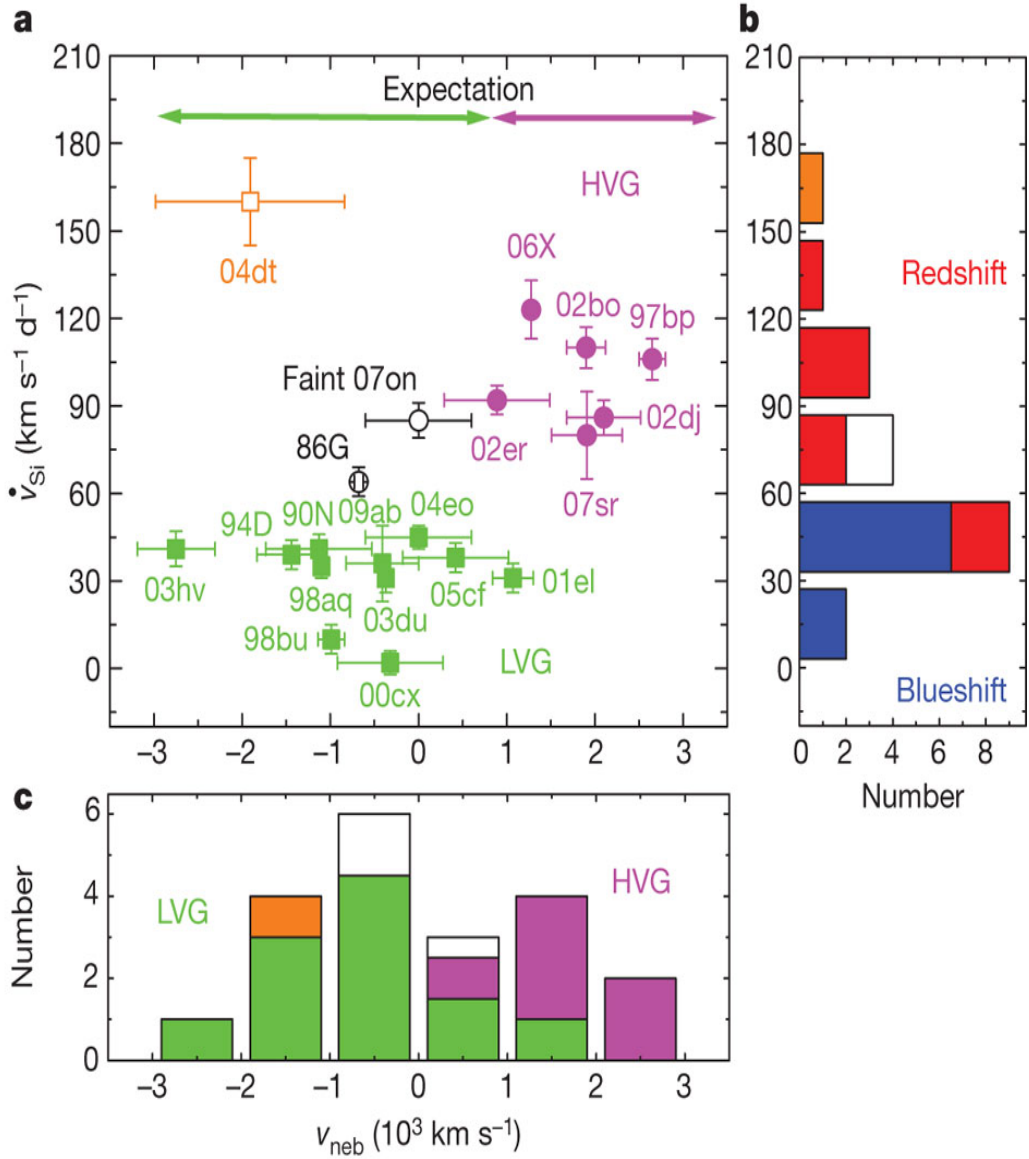 a
b
210
180
150
120
90
60
30
0
v̇Si (km s–1 d–1)
Expectation
HVG
04dt
06X
02bo
97bp
Faint 07on
02er
02dj
86G
07sr
09ab
04eo
90N
94D
03hv
98aq
05cf
01el
03du
98bu
LVG
00cx
–3 –2 –1 0 1 2 3
210
180
150
120
90
60
30
0
Redshift
Blueshift
0 2 4 6 8
Number
c
6
4
2
0
Number
LVG
HVG
–3 –2 –1 0 1 2 3
vneb (103 km s–1)